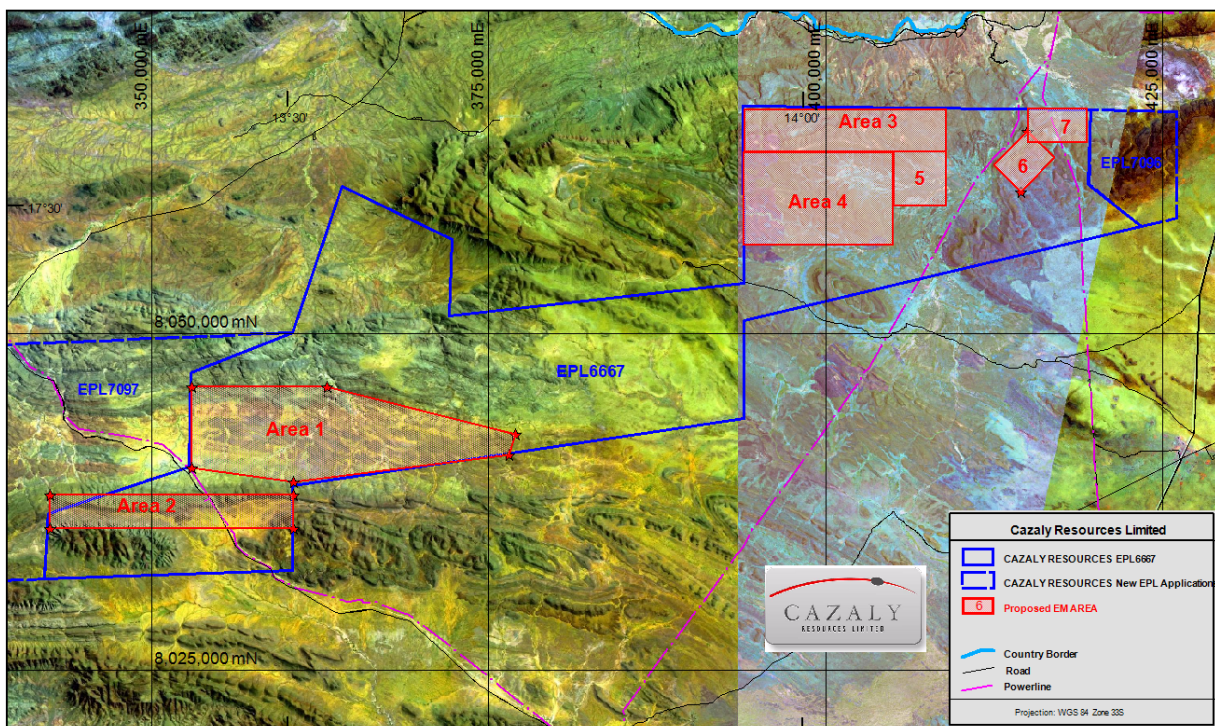 350,000 mE
375,000 mE
400,000 mE
425,000 mE
13°30'
14°00'
17°30'
Area 3
7
6
5
Area 4
EPL7096
8,050,000 mN
EPL7097
EPL6667
Area 1
Area 2
8,025,000 mN
CAZALY
RESOURCES LIMITED
Cazaly Resources Limited
CAZALY RESOURCES EPL6667
CAZALY RESOURCES New EPL Application
6 Proposed EM AREA
Country Border
Road
Powerline
Projection: WGS 84 Zone 33S